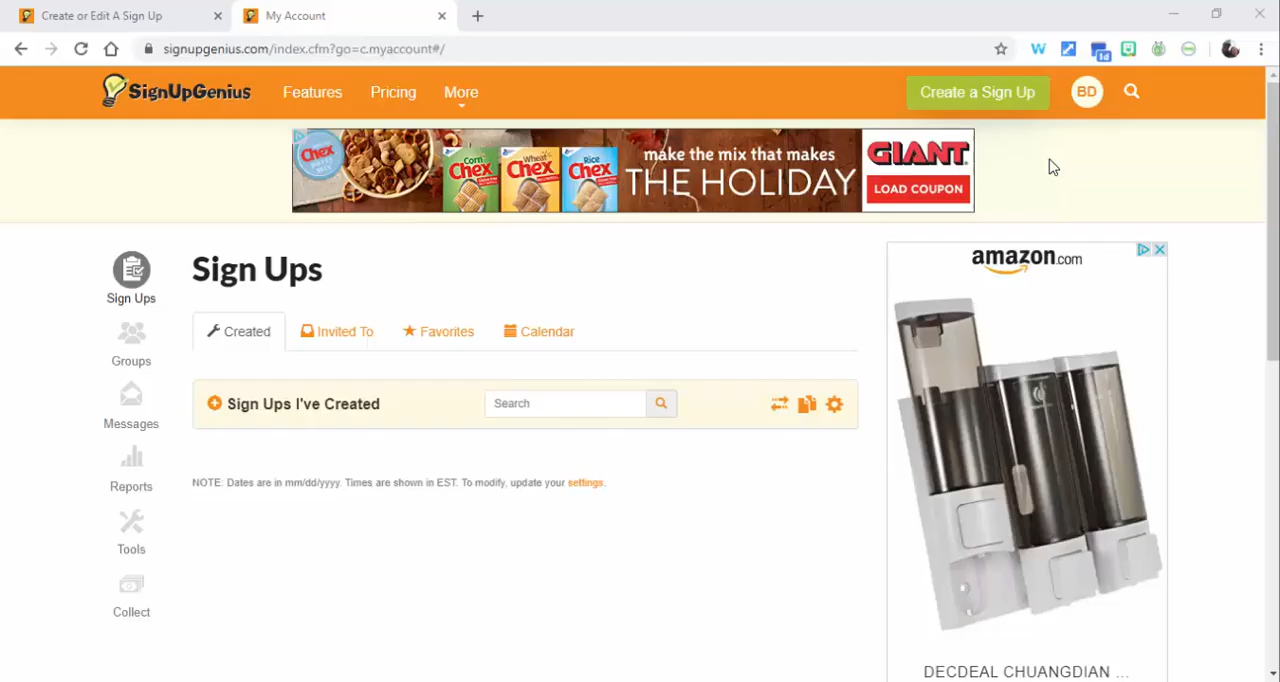 Create or Edit A Sign Up
My Account
signupgenius.com/index.cfm?go=c.myaccount#/
W
1d
SignUpGenius
Features
Pricing
More
Create a Sign Up
BD
Chex
Corn
Chex
Wheat
Chex
Rice
Chex
make the mix that makes
THE HOLIDAY
GIANT
LOAD COUPON
Sign Ups
Groups
Messages
Reports
Tools
Collect
Sign Ups
Created
Invited To
Favorites
Calendar
Sign Ups I've Created
Search
NOTE: Dates are in mm/dd/yyyy. Times are shown in EST. To modify, update your settings.
amazon.com
DECDEAL CHUANGDIAN ...